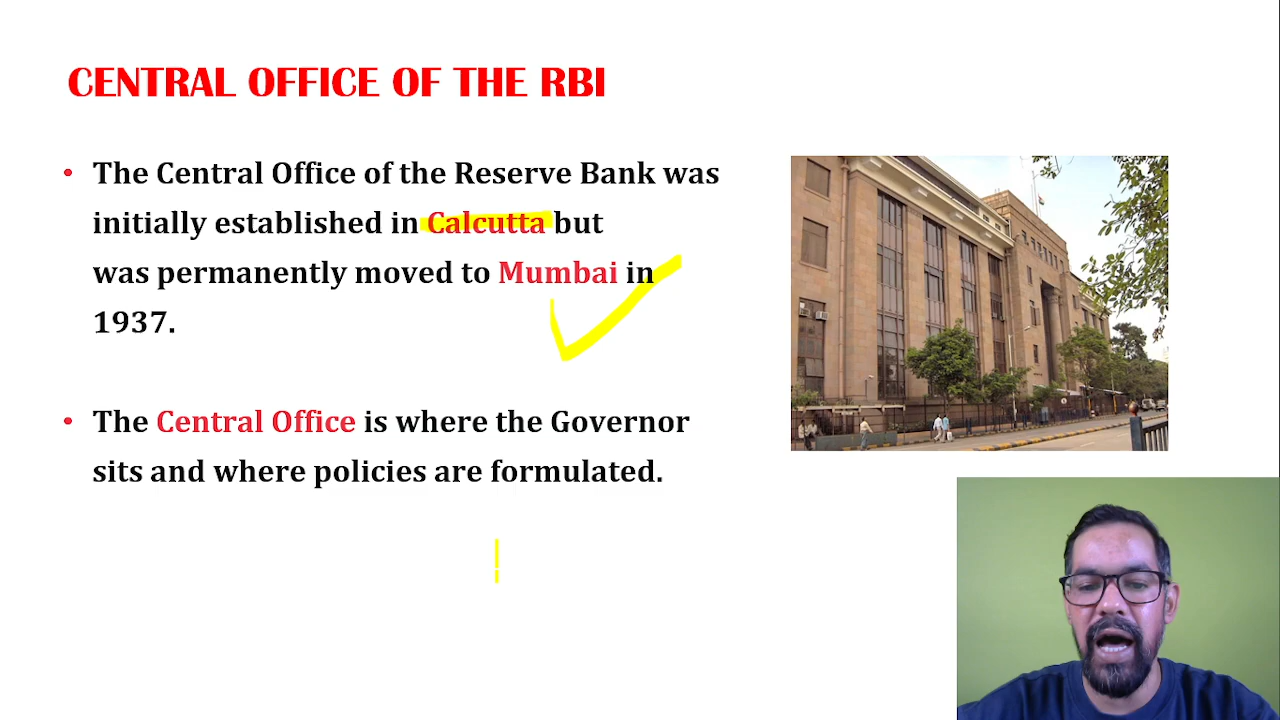 CENTRAL OFFICE OF THE RBI
• The Central Office of the Reserve Bank was
initially established in Calcutta but
was permanently moved to Mumbai in
1937.
• The Central Office is where the Governor
sits and where policies are formulated.